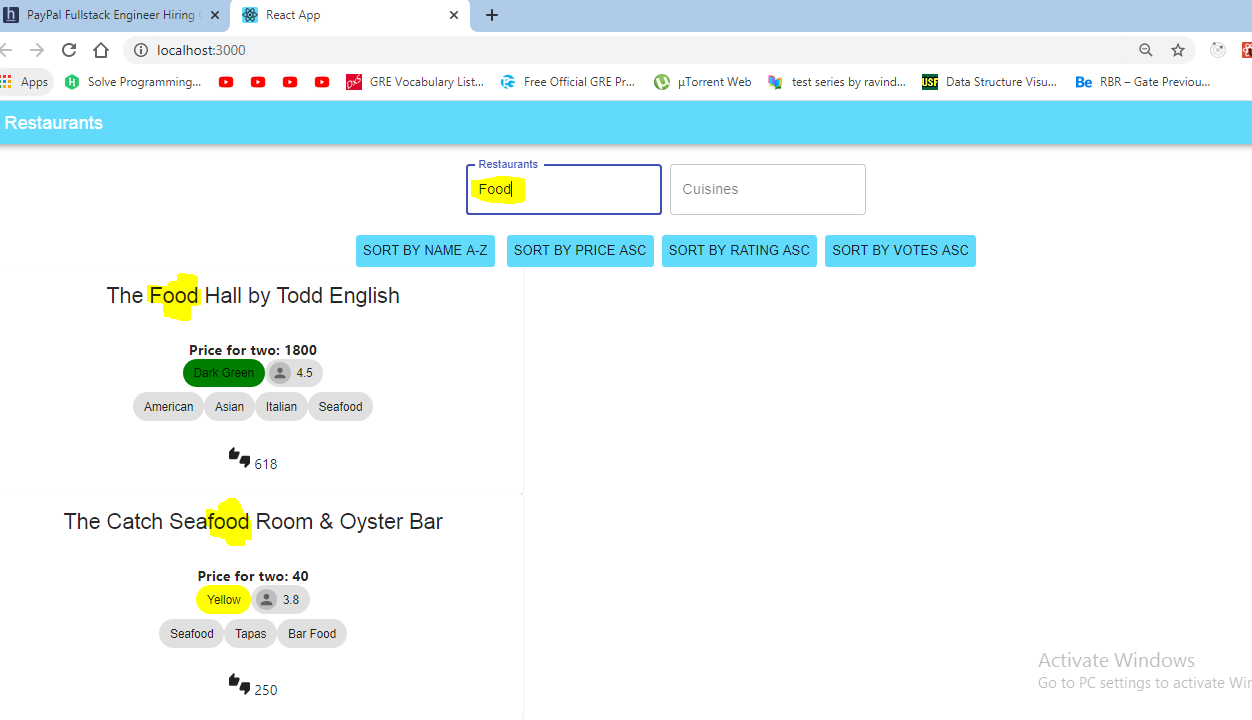 PayPal Fullstack Engineer Hiring
React App
localhost:3000
Apps Solve Programming... GRE Vocabulary List... Free Official GRE Pr... µTorrent Web test series by ravind... USF Data Structure Visu... Be RBR – Gate Previou...
Restaurants
Restaurants
Food
Cuisines
SORT BY NAME A-Z SORT BY PRICE ASC SORT BY RATING ASC SORT BY VOTES ASC
The Food Hall by Todd English
Price for two: 1800
Dark Green 4.5
American Asian Italian Seafood
618
The Catch Seafood Room & Oyster Bar
Price for two: 40
Yellow 3.8
Seafood Tapas Bar Food
250
Activate Windows
Go to PC settings to activate